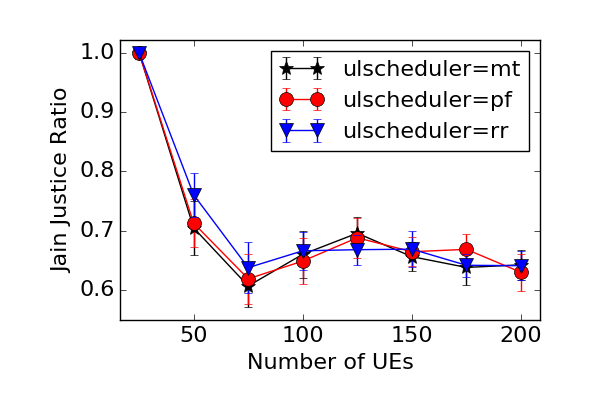 1.0
0.9
0.8
0.7
0.6
Jain Justice Ratio
ulscheduler=mt
ulscheduler=pf
ulscheduler=rr
50
100
150
200
Number of UEs